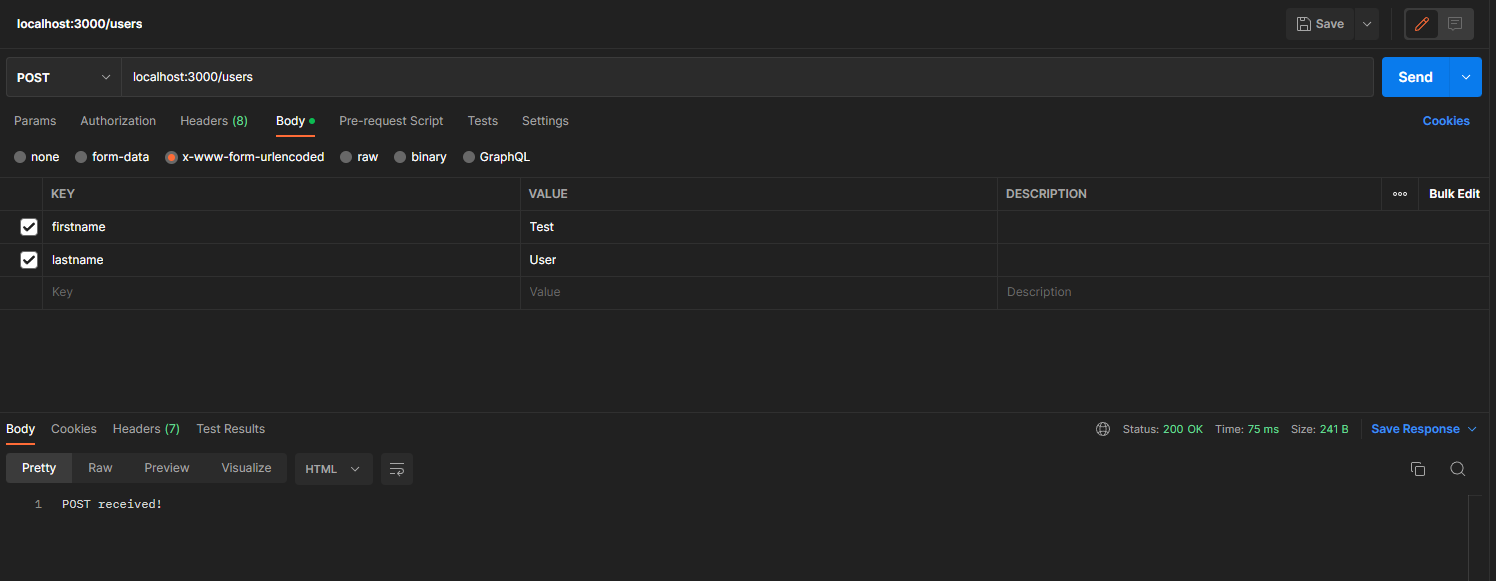 localhost:3000/users
Save
POST localhost:3000/users Send
Params Authorization Headers (8) Body Pre-request Script Tests Settings Cookies
none form-data x-www-form-urlencoded raw binary GraphQL
KEY VALUE DESCRIPTION Bulk Edit
firstname Test
lastname User
Key Value Description
Body Cookies Headers (7) Test Results Status: 200 OK Time: 75 ms Size: 241 B Save Response
Pretty Raw Preview Visualize HTML
1 POST received!